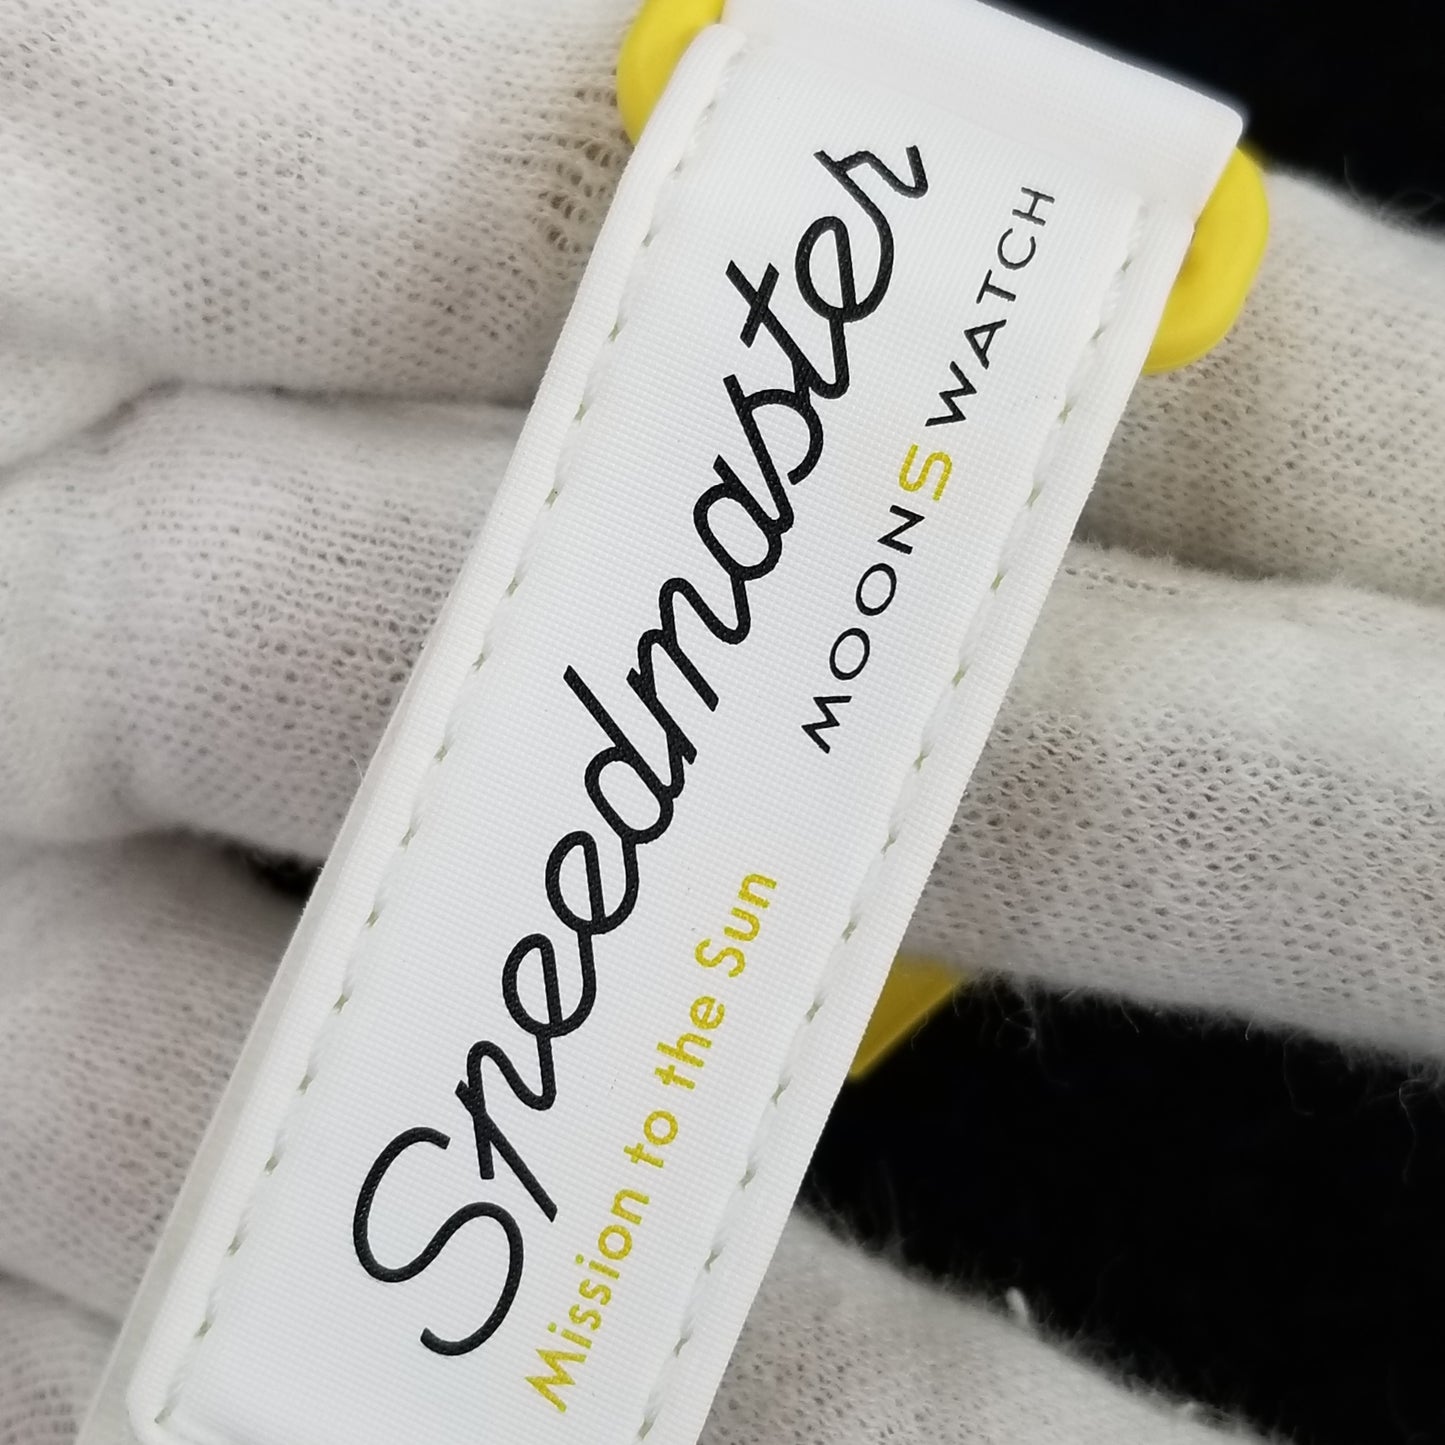 Speedmaster
MOONSWATCH
Mission to the Sun